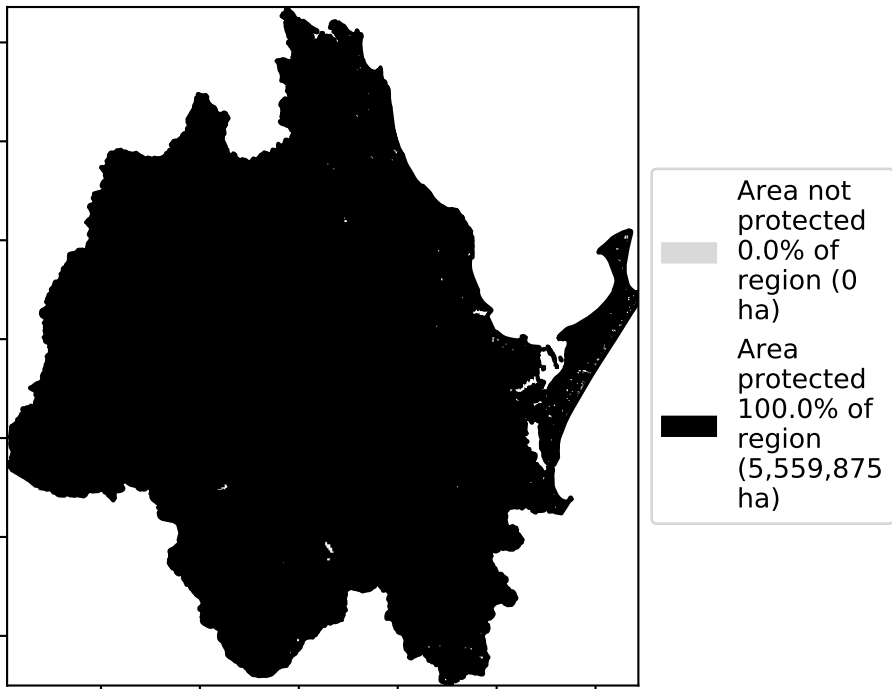 Area not
protected
0.0% of
region (0
ha)
Area
protected
100.0% of
region
(5,559,875
ha)